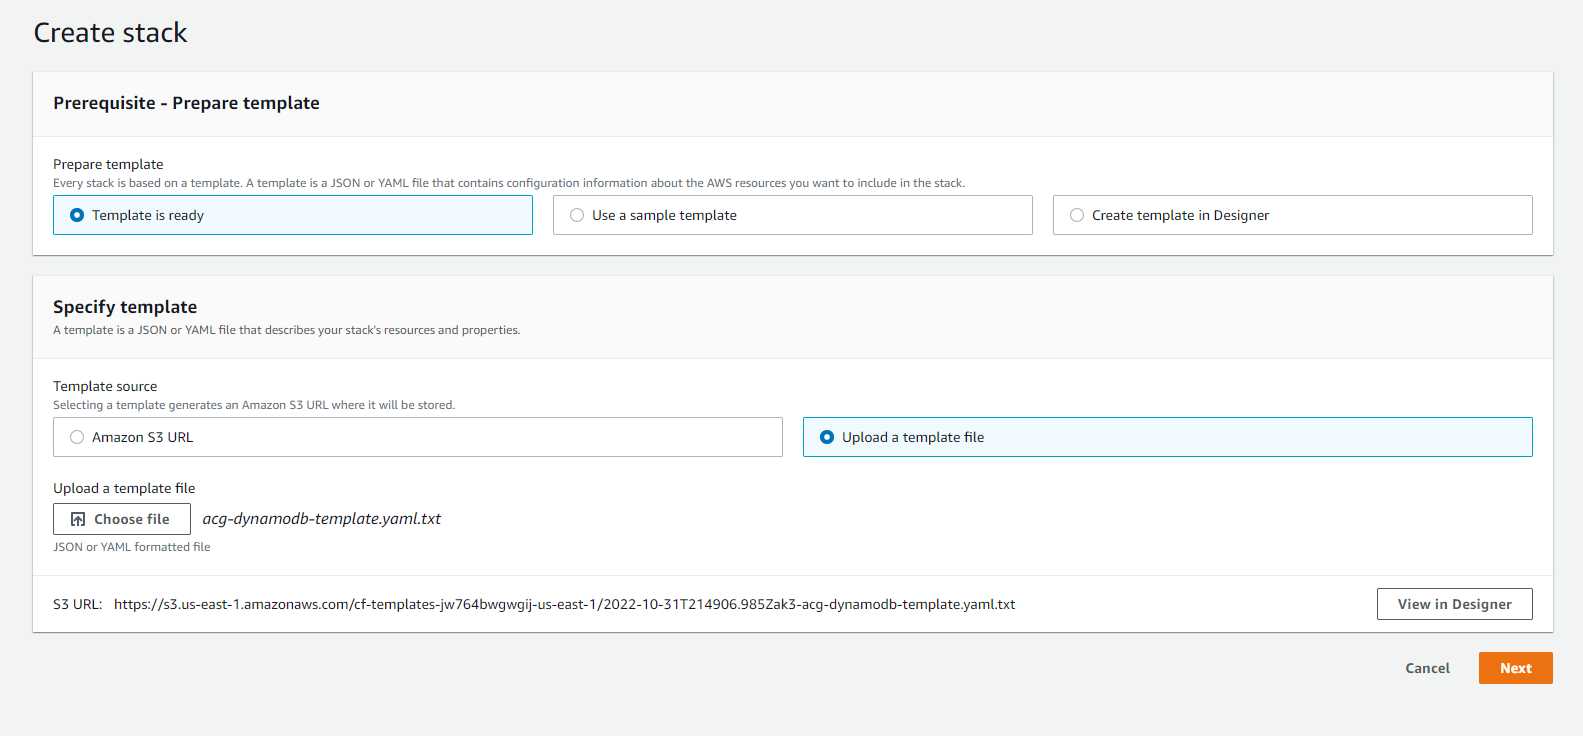 Create stack
Prerequisite - Prepare template
Prepare template
Every stack is based on a template. A template is a JSON or YAML file that contains configuration information about the AWS resources you want to include in the stack.
Template is ready
Use a sample template
Create template in Designer
Specify template
A template is a JSON or YAML file that describes your stack's resources and properties.
Template source
Selecting a template generates an Amazon S3 URL where it will be stored.
Amazon S3 URL
Upload a template file
Upload a template file
Choose file
acg-dynamodb-template.yaml.txt
JSON or YAML formatted file
S3 URL: https://s3.us-east-1.amazonaws.com/cf-templates-jw764bwgwgij-us-east-1/2022-10-31T214906.985Zak3-acg-dynamodb-template.yaml.txt
View in Designer
Cancel
Next